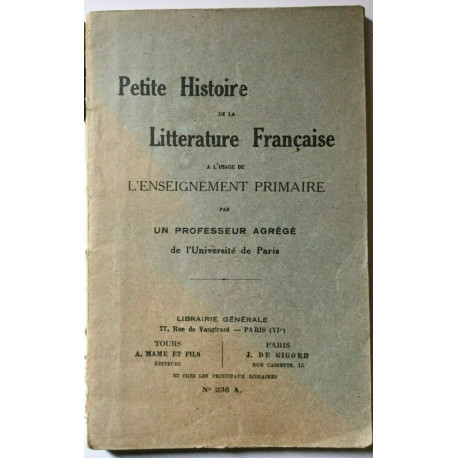 Petite Histoire
DE LA
Litterature Française
A L'USAGE DE
L'ENSEIGNEMENT PRIMAIRE
PAR
UN PROFESSEUR AGRÉGÉ
de l'Université de Paris
LIBRAIRIE GÉNÉRALE
77, Rue de Vaugirard — PARIS (VIe)
TOURS
A. MAME ET FILS
ÉDITEURS
PARIS
J. DE GIGORD
RUE CASSETTE, 15
ET CHEZ LES PRINCIPAUX LIBRAIRES
No 236 A.